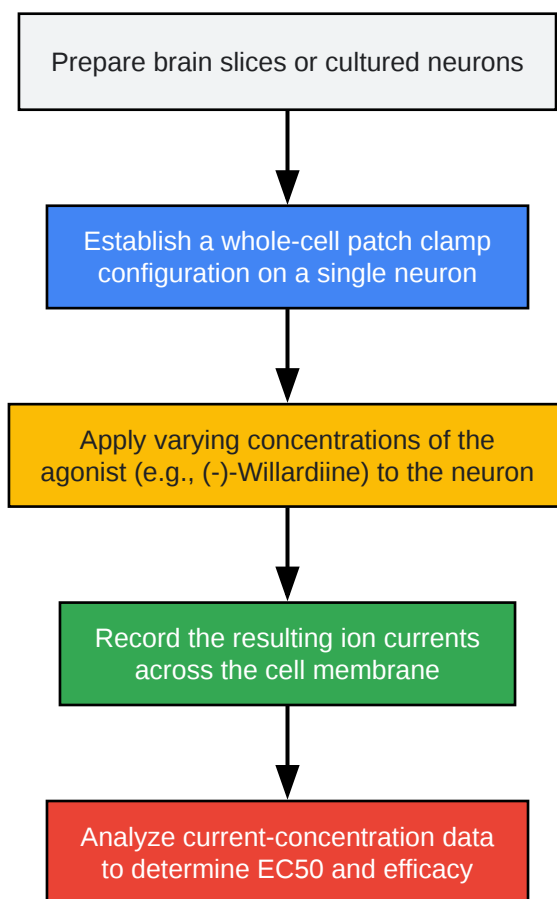 Prepare brain slices or cultured neurons
Establish a whole-cell patch clamp
configuration on a single neuron
Apply varying concentrations of the
agonist (e.g., (-)-Willardiine) to the neuron
Record the resulting ion currents
across the cell membrane
Analyze current-concentration data
to determine EC50 and efficacy